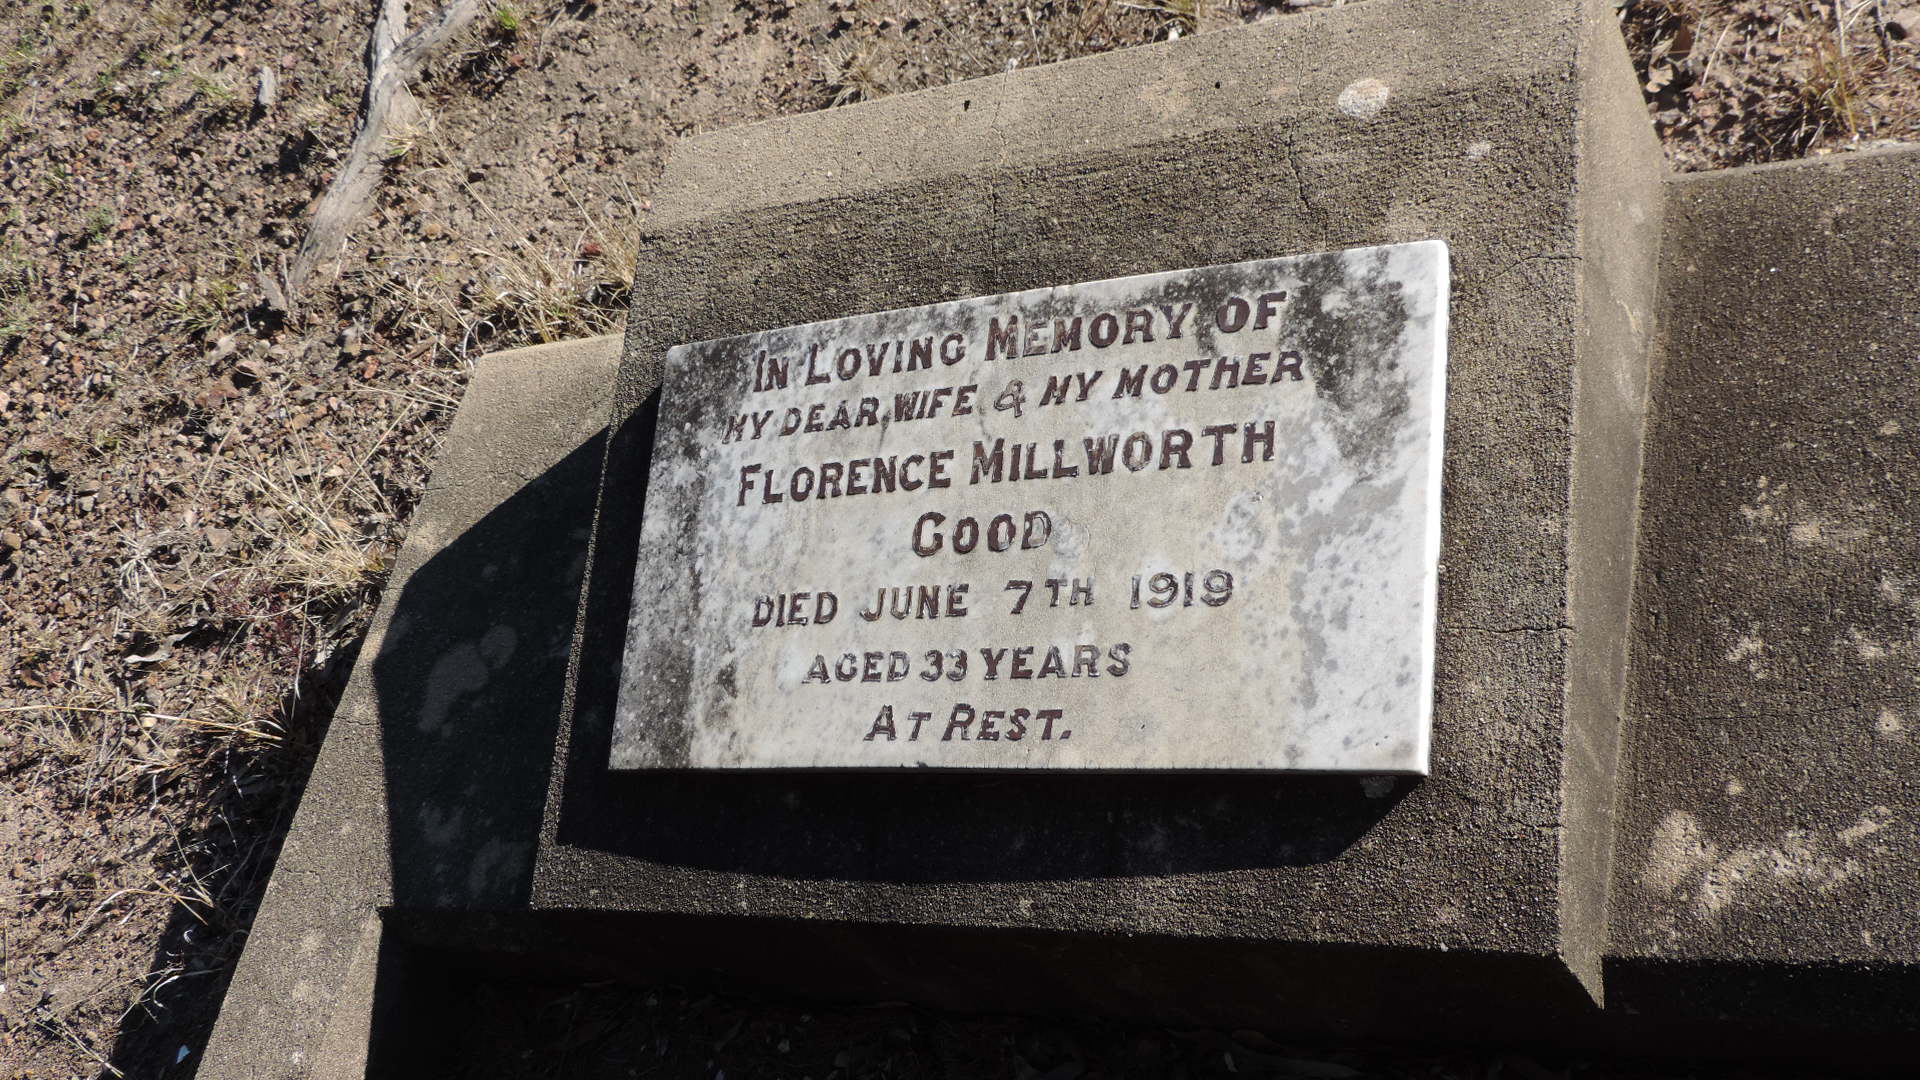 IN LOVING MEMORY OF
MY DEAR WIFE & MY MOTHER
FLORENCE MILLWORTH
GOOD
DIED JUNE 7TH 1919
AGED 33 YEARS
AT REST.